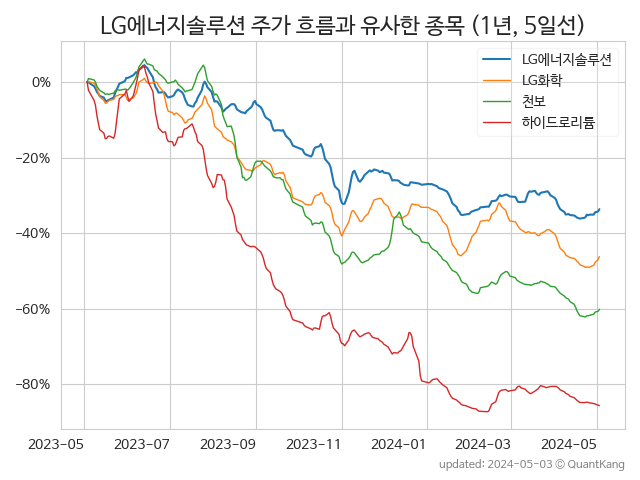 LG에너지솔루션 주가 흐름과 유사한 종목 (1년, 5일선)
LG에너지솔루션
LG화학
천보
하이드로리튬
0%
−20%
−40%
−60%
−80%
2023-05 2023-07 2023-09 2023-11 2024-01 2024-03 2024-05
updated: 2024-05-03 © QuantKang